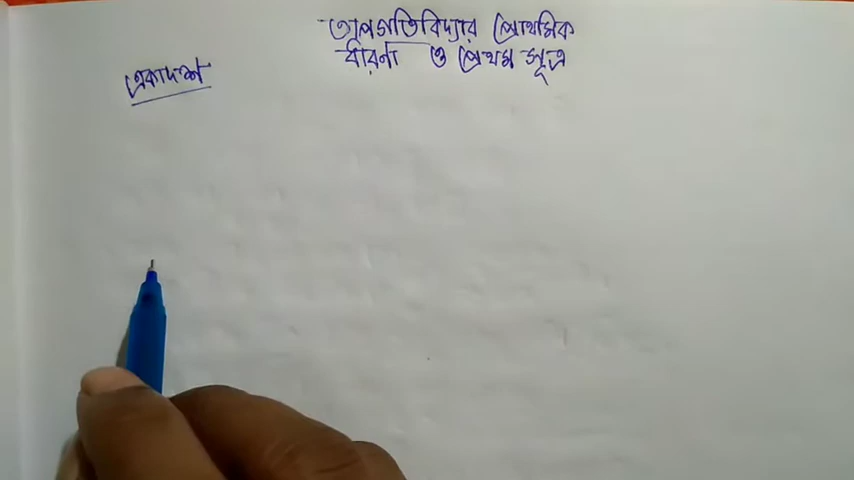 তাপগতিবিদ্যার প্রাথমিক
ধারণা ও প্রথম সূত্র
একাদশ